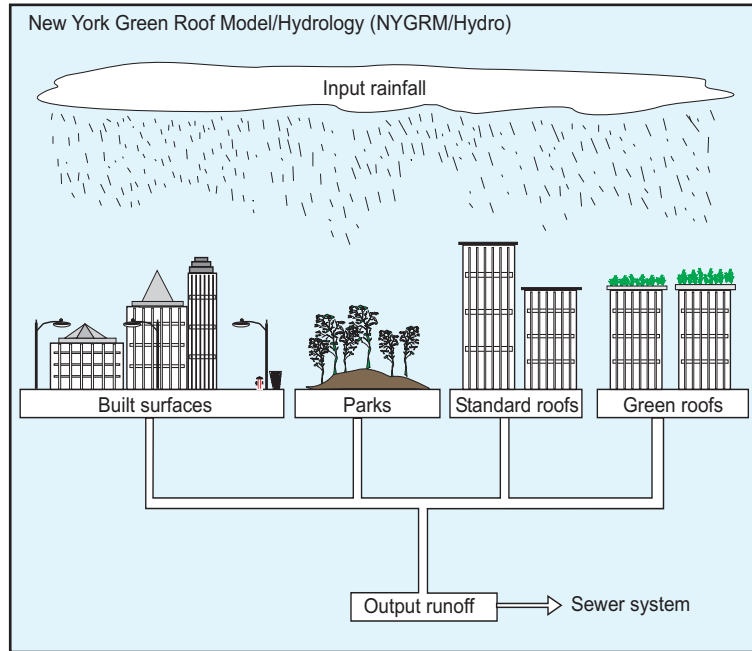 New York Green Roof Model/Hydrology (NYGRM/Hydro)
Input rainfall
Built surfaces
Parks
Standard roofs
Green roofs
Output runoff
Sewer system